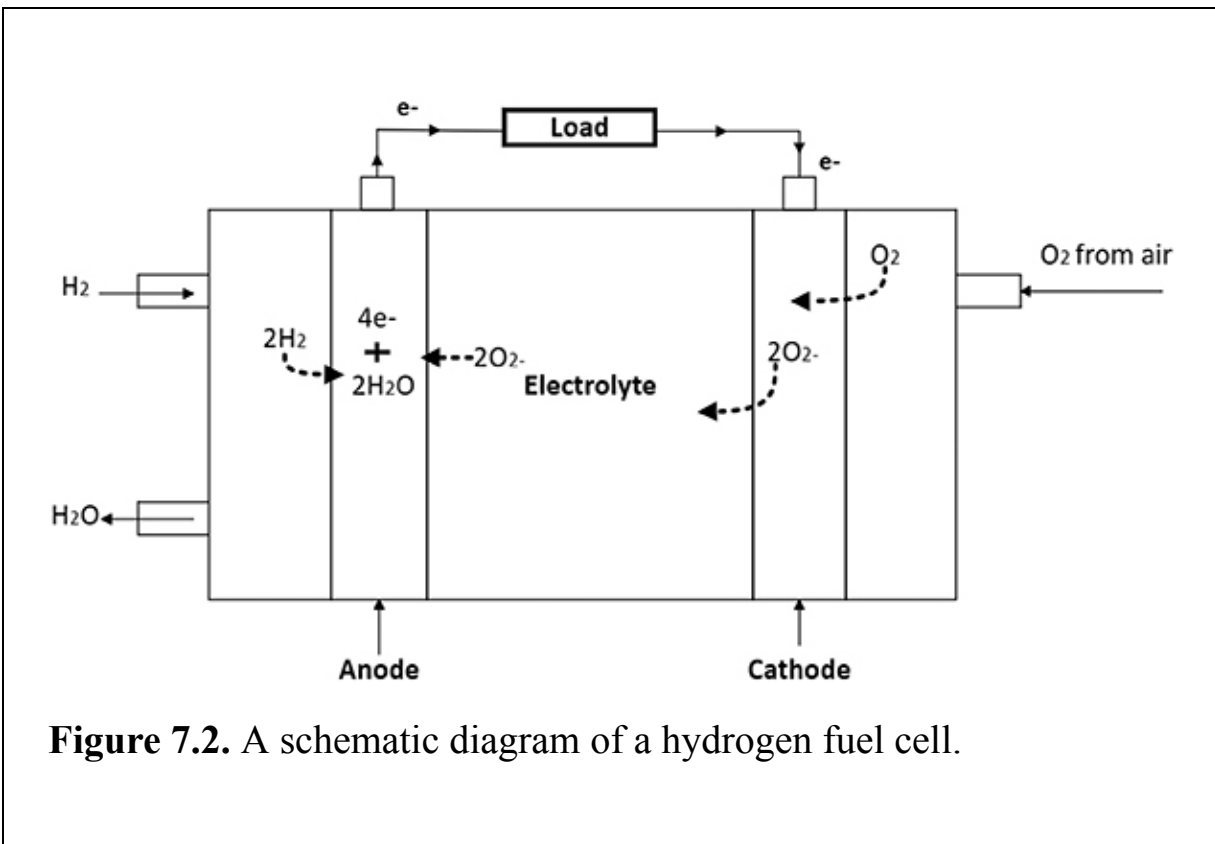 e-
Load
e-
O2
O2 from air
H2
4e-
2H2
+
2O2-
2O2-
2H2O
Electrolyte
H2O
Anode
Cathode
Figure 7.2. A schematic diagram of a hydrogen fuel cell.